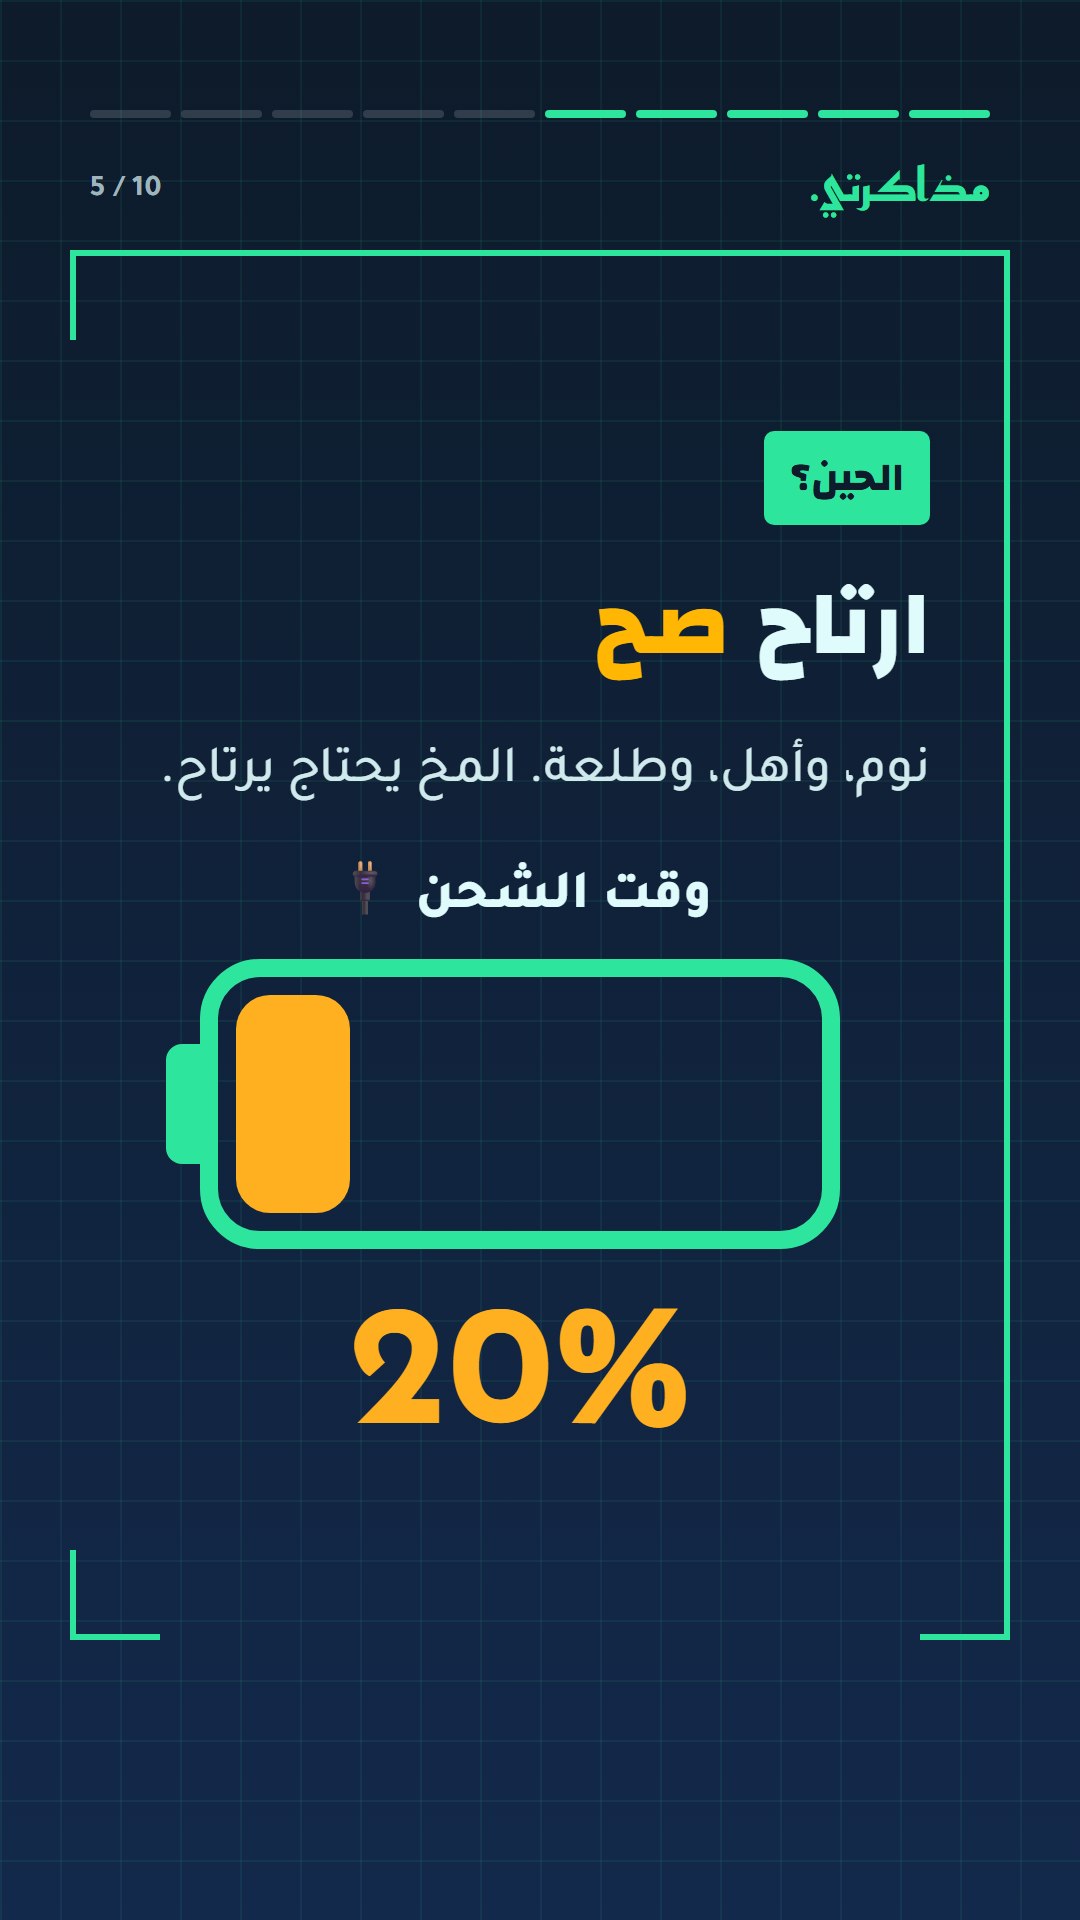 مذاكرتي.
5 / 10
الحين؟
ارتاح صح
نوم، وأهل، وطلعة. المخ يحتاج يرتاح.
وقت الشحن
20%